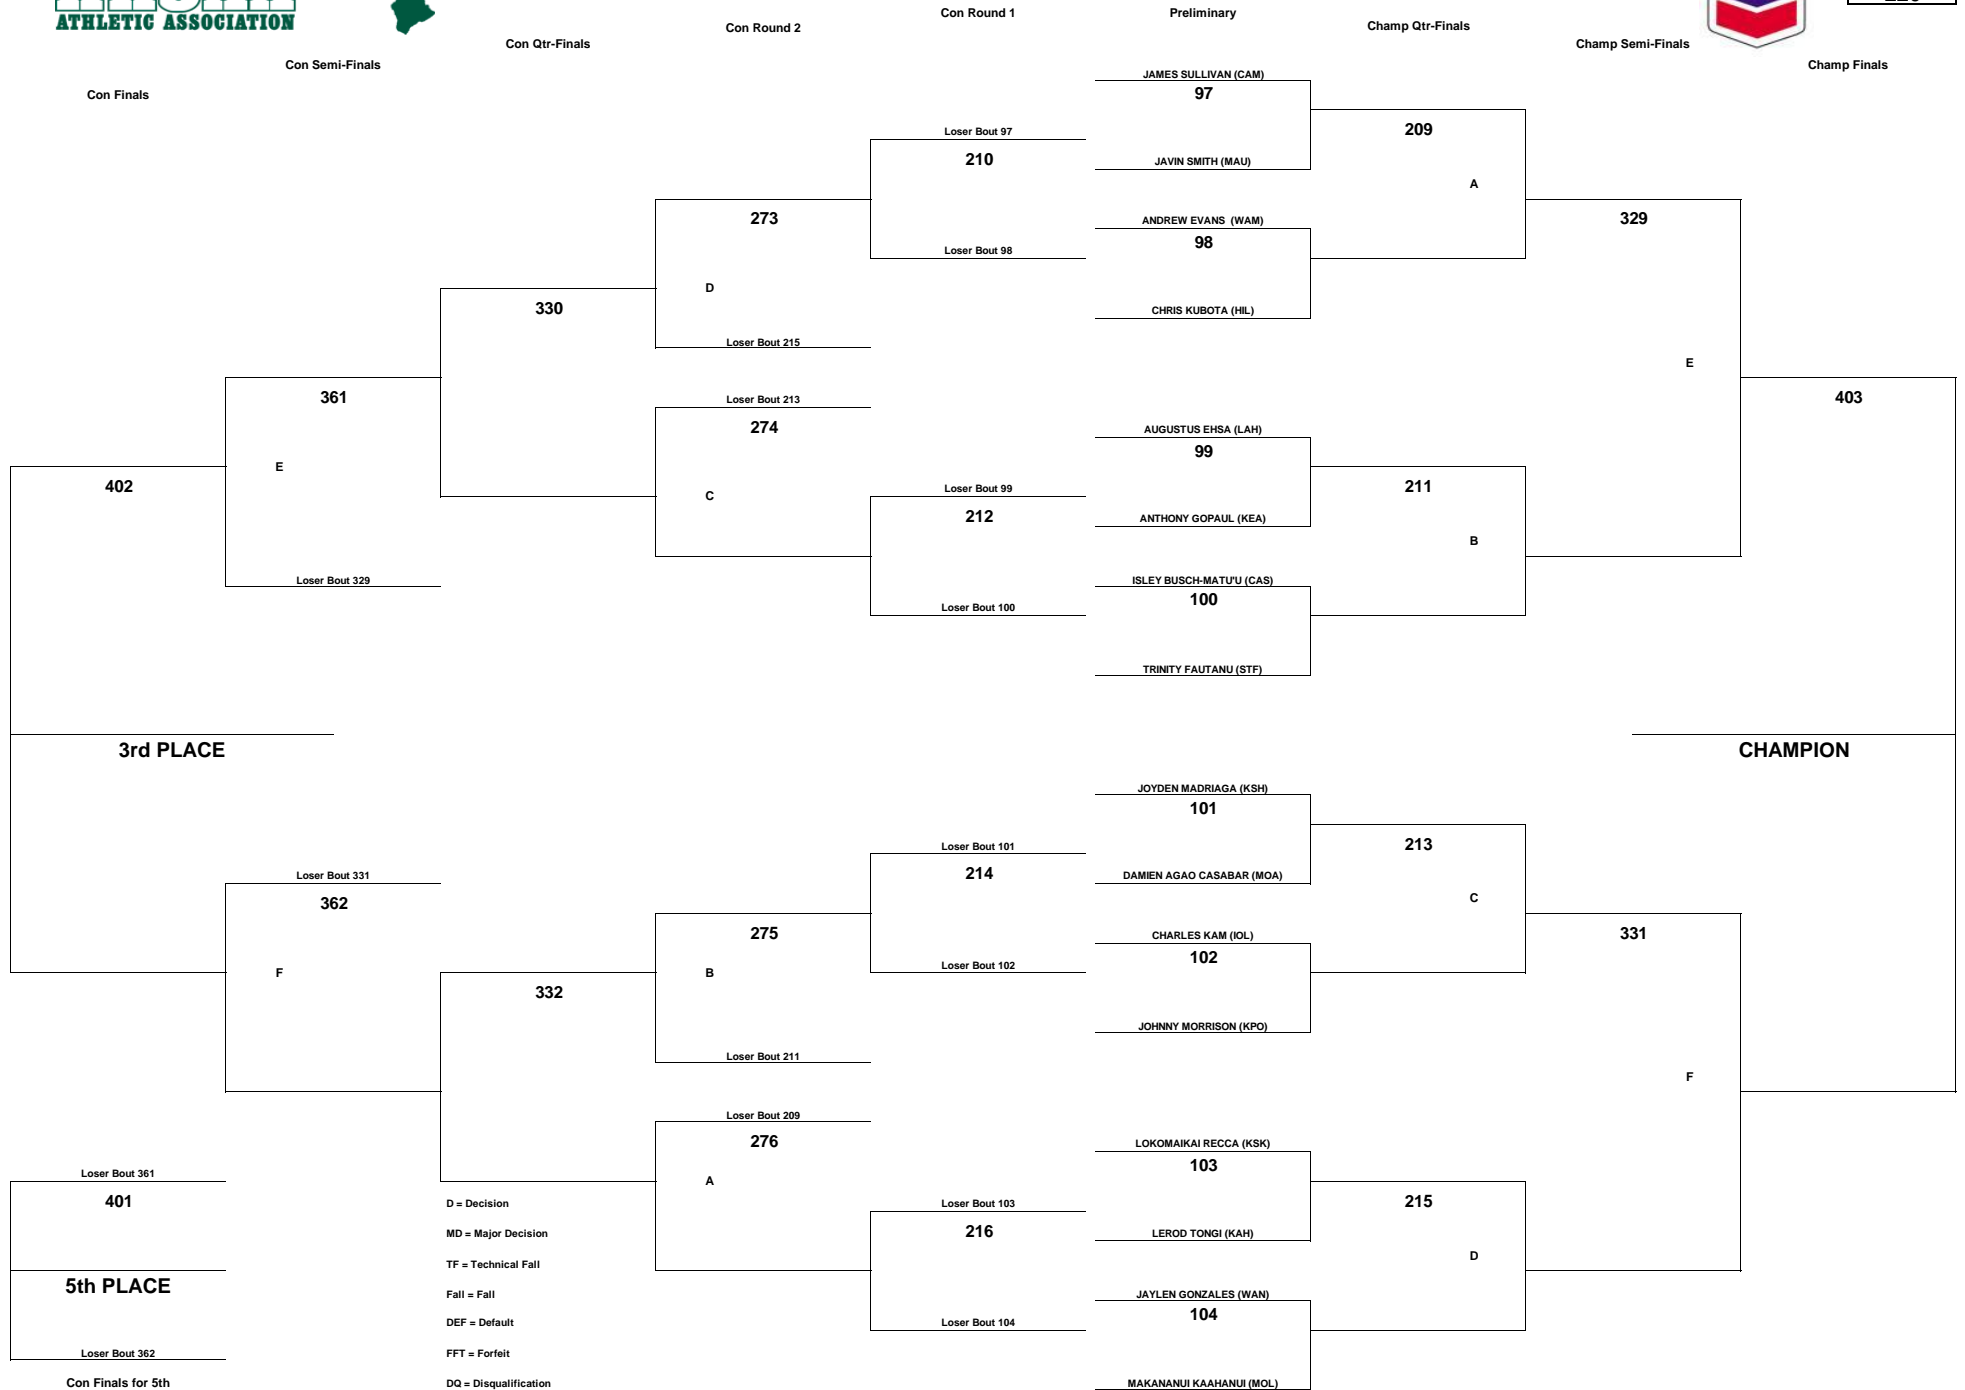 ATHLETIC ASSOCIATION
Con Finals
Con Semi-Finals
Con Qtr-Finals
Con Round 2
Con Round 1
Preliminary
Champ Qtr-Finals
Champ Semi-Finals
Champ Finals
JAMES SULLIVAN (CAM)
97
JAVIN SMITH (MAU)
ANDREW EVANS (WAM)
98
CHRIS KUBOTA (HIL)
AUGUSTUS EHSA (LAH)
99
ANTHONY GOPAUL (KEA)
ISLEY BUSCH-MATU'U (CAS)
100
TRINITY FAUTANU (STF)
JOYDEN MADRIAGA (KSH)
101
DAMIEN AGAO CASABAR (MOA)
CHARLES KAM (IOL)
102
JOHNNY MORRISON (KPO)
LOKOMAIKAI RECCA (KSK)
103
LEROD TONGI (KAH)
JAYLEN GONZALES (WAN)
104
MAKANANUI KAAHANUI (MOL)
209
A
211
B
213
C
215
D
329
E
331
F
403
CHAMPION
Loser Bout 97
210
Loser Bout 98
Loser Bout 99
212
Loser Bout 100
Loser Bout 101
214
Loser Bout 102
Loser Bout 103
216
Loser Bout 104
273
D
Loser Bout 215
Loser Bout 213
274
C
275
B
Loser Bout 211
Loser Bout 209
276
A
330
332
361
E
Loser Bout 329
Loser Bout 331
362
F
402
3rd PLACE
Loser Bout 361
401
5th PLACE
Loser Bout 362
Con Finals for 5th
D = Decision
MD = Major Decision
TF = Technical Fall
Fall = Fall
DEF = Default
FFT = Forfeit
DQ = Disqualification